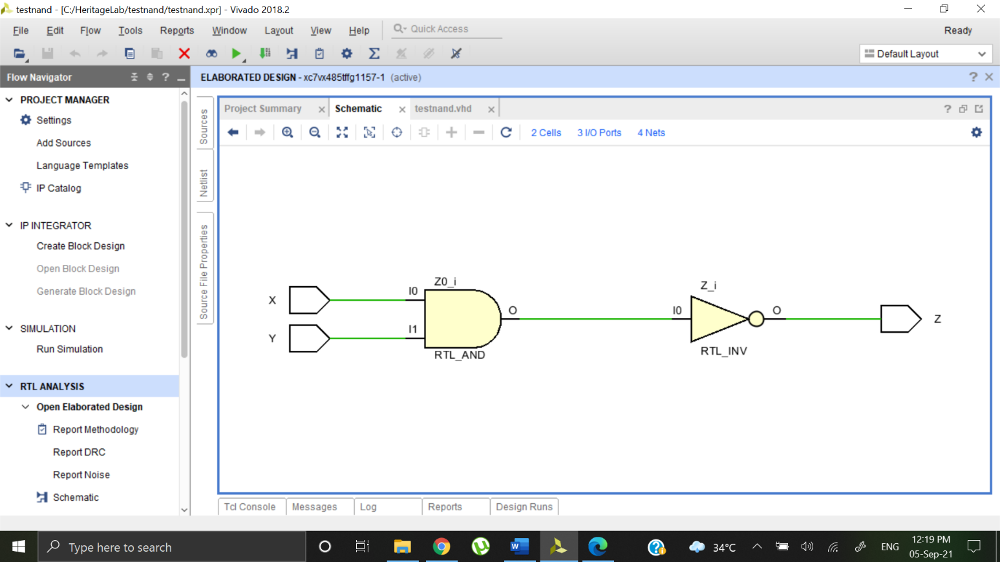 testnand - [C:/HeritageLab/testnand/testnand.xpr] - Vivado 2018.2
File Edit Flow Tools Reports Window Layout View Help Quick Access Ready
Default Layout
Flow Navigator
ELABORATED DESIGN - xc7vx485tffg1157-1 (active)
PROJECT MANAGER
Settings
Add Sources
Language Templates
IP Catalog
IP INTEGRATOR
Create Block Design
Open Block Design
Generate Block Design
SIMULATION
Run Simulation
RTL ANALYSIS
Open Elaborated Design
Report Methodology
Report DRC
Report Noise
Schematic
Sources
Netlist
Source File Properties
Project Summary Schematic testnand.vhd
2 Cells 3 I/O Ports 4 Nets
X
Y
I0
I1
Z0_i
O
RTL_AND
I0
Z_i
O
RTL_INV
Z
Tcl Console Messages Log Reports Design Runs
Type here to search
34°C
ENG
12:19 PM
05-Sep-21